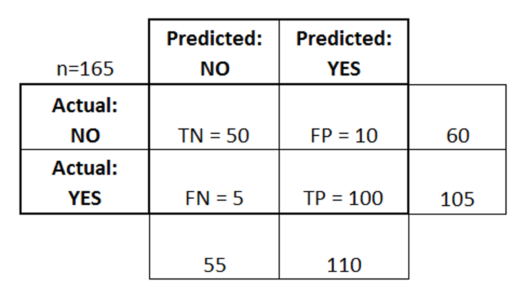 Predicted: Predicted:
n=165 NO YES
Actual:
NO TN = 50 FP = 10 60
Actual:
YES FN = 5 TP = 100 105
55 110